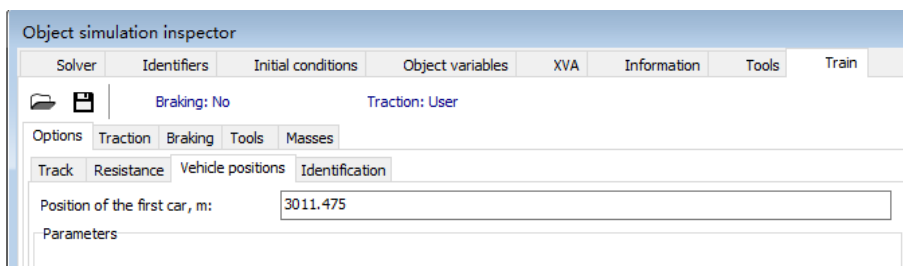 Object simulation inspector
Solver Identifiers Initial conditions Object variables XVA Information Tools Train
Braking: No Traction: User
Options Traction Braking Tools Masses
Track Resistance Vehicle positions Identification
Position of the first car, m: 3011.475
Parameters